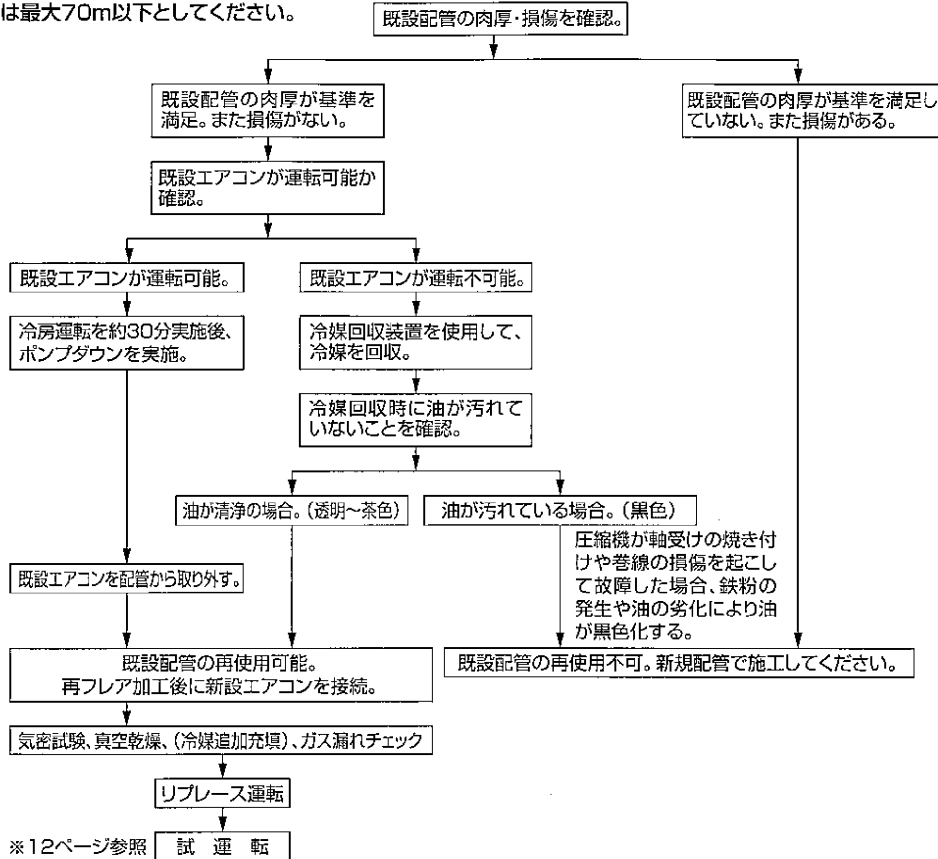 は最大70m以下としてください。
既設配管の肉厚・損傷を確認。
既設配管の肉厚が基準を
満足。また損傷がない。
既設配管の肉厚が基準を満足し
ていない。また損傷がある。
既設エアコンが運転可能か
確認。
既設エアコンが運転可能。
既設エアコンが運転不可能。
冷房運転を約30分実施後、
ポンプダウンを実施。
冷媒回収装置を使用して、
冷媒を回収。
冷媒回収時に油が汚れて
いないことを確認。
油が清浄の場合。(透明~茶色)
油が汚れている場合。(黒色)
圧縮機が軸受けの焼き付
けや巻線の損傷を起こし
て故障した場合、鉄粉の
発生や油の劣化により油
が黒色化する。
既設エアコンを配管から取り外す。
既設配管の再使用可能。
再フレア加工後に新設エアコンを接続。
既設配管の再使用不可。新規配管で施工してください。
気密試験、真空乾燥、(冷媒追加充填)、ガス漏れチェック
リプレース運転
※12ページ参照
試 運 転